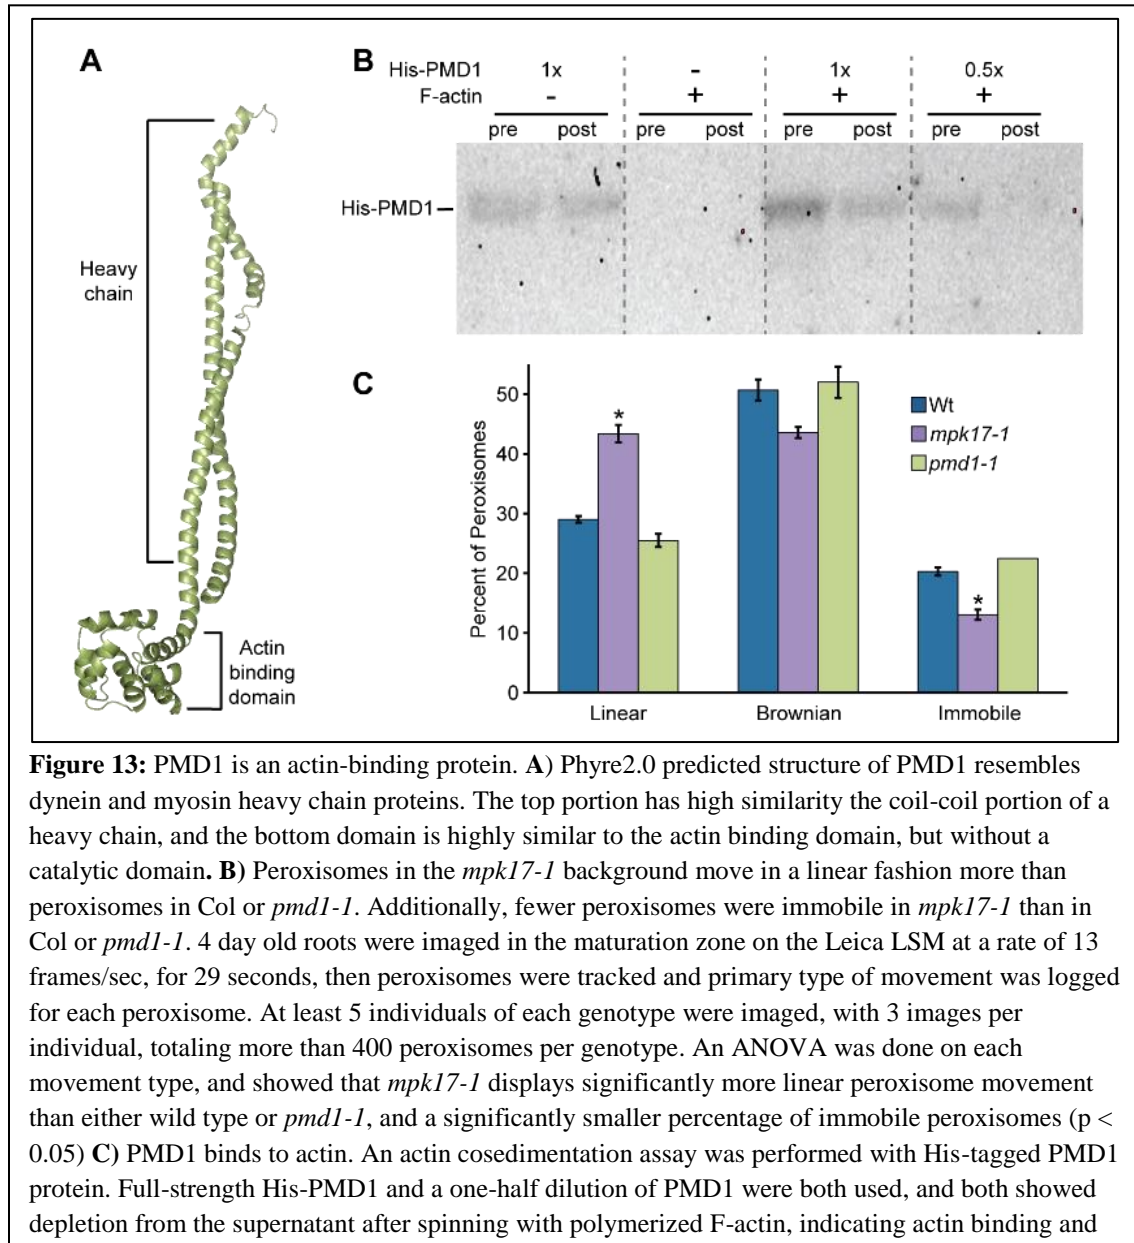 A
Heavy
chain
Actin
binding
domain
B
His-PMD1 1x - 1x 0.5x
F-actin - + + +
pre post pre post pre post pre post
His-PMD1
C
Percent of Peroxisomes
50
40
30
20
10
0
*
*
Wt
mpk17-1
pmd1-1
Linear Brownian Immobile
Figure 13: PMD1 is an actin-binding protein. A) Phyre2.0 predicted structure of PMD1 resembles
dynein and myosin heavy chain proteins. The top portion has high similarity the coil-coil portion of a
heavy chain, and the bottom domain is highly similar to the actin binding domain, but without a
catalytic domain. B) Peroxisomes in the mpk17-1 background move in a linear fashion more than
peroxisomes in Col or pmd1-1. Additionally, fewer peroxisomes were immobile in mpk17-1 than in
Col or pmd1-1. 4 day old roots were imaged in the maturation zone on the Leica LSM at a rate of 13
frames/sec, for 29 seconds, then peroxisomes were tracked and primary type of movement was logged
for each peroxisome. At least 5 individuals of each genotype were imaged, with 3 images per
individual, totaling more than 400 peroxisomes per genotype. An ANOVA was done on each
movement type, and showed that mpk17-1 displays significantly more linear peroxisome movement
than either wild type or pmd1-1, and a significantly smaller percentage of immobile peroxisomes (p <
0.05) C) PMD1 binds to actin. An actin cosedimentation assay was performed with His-tagged PMD1
protein. Full-strength His-PMD1 and a one-half dilution of PMD1 were both used, and both showed
depletion from the supernatant after spinning with polymerized F-actin, indicating actin binding and